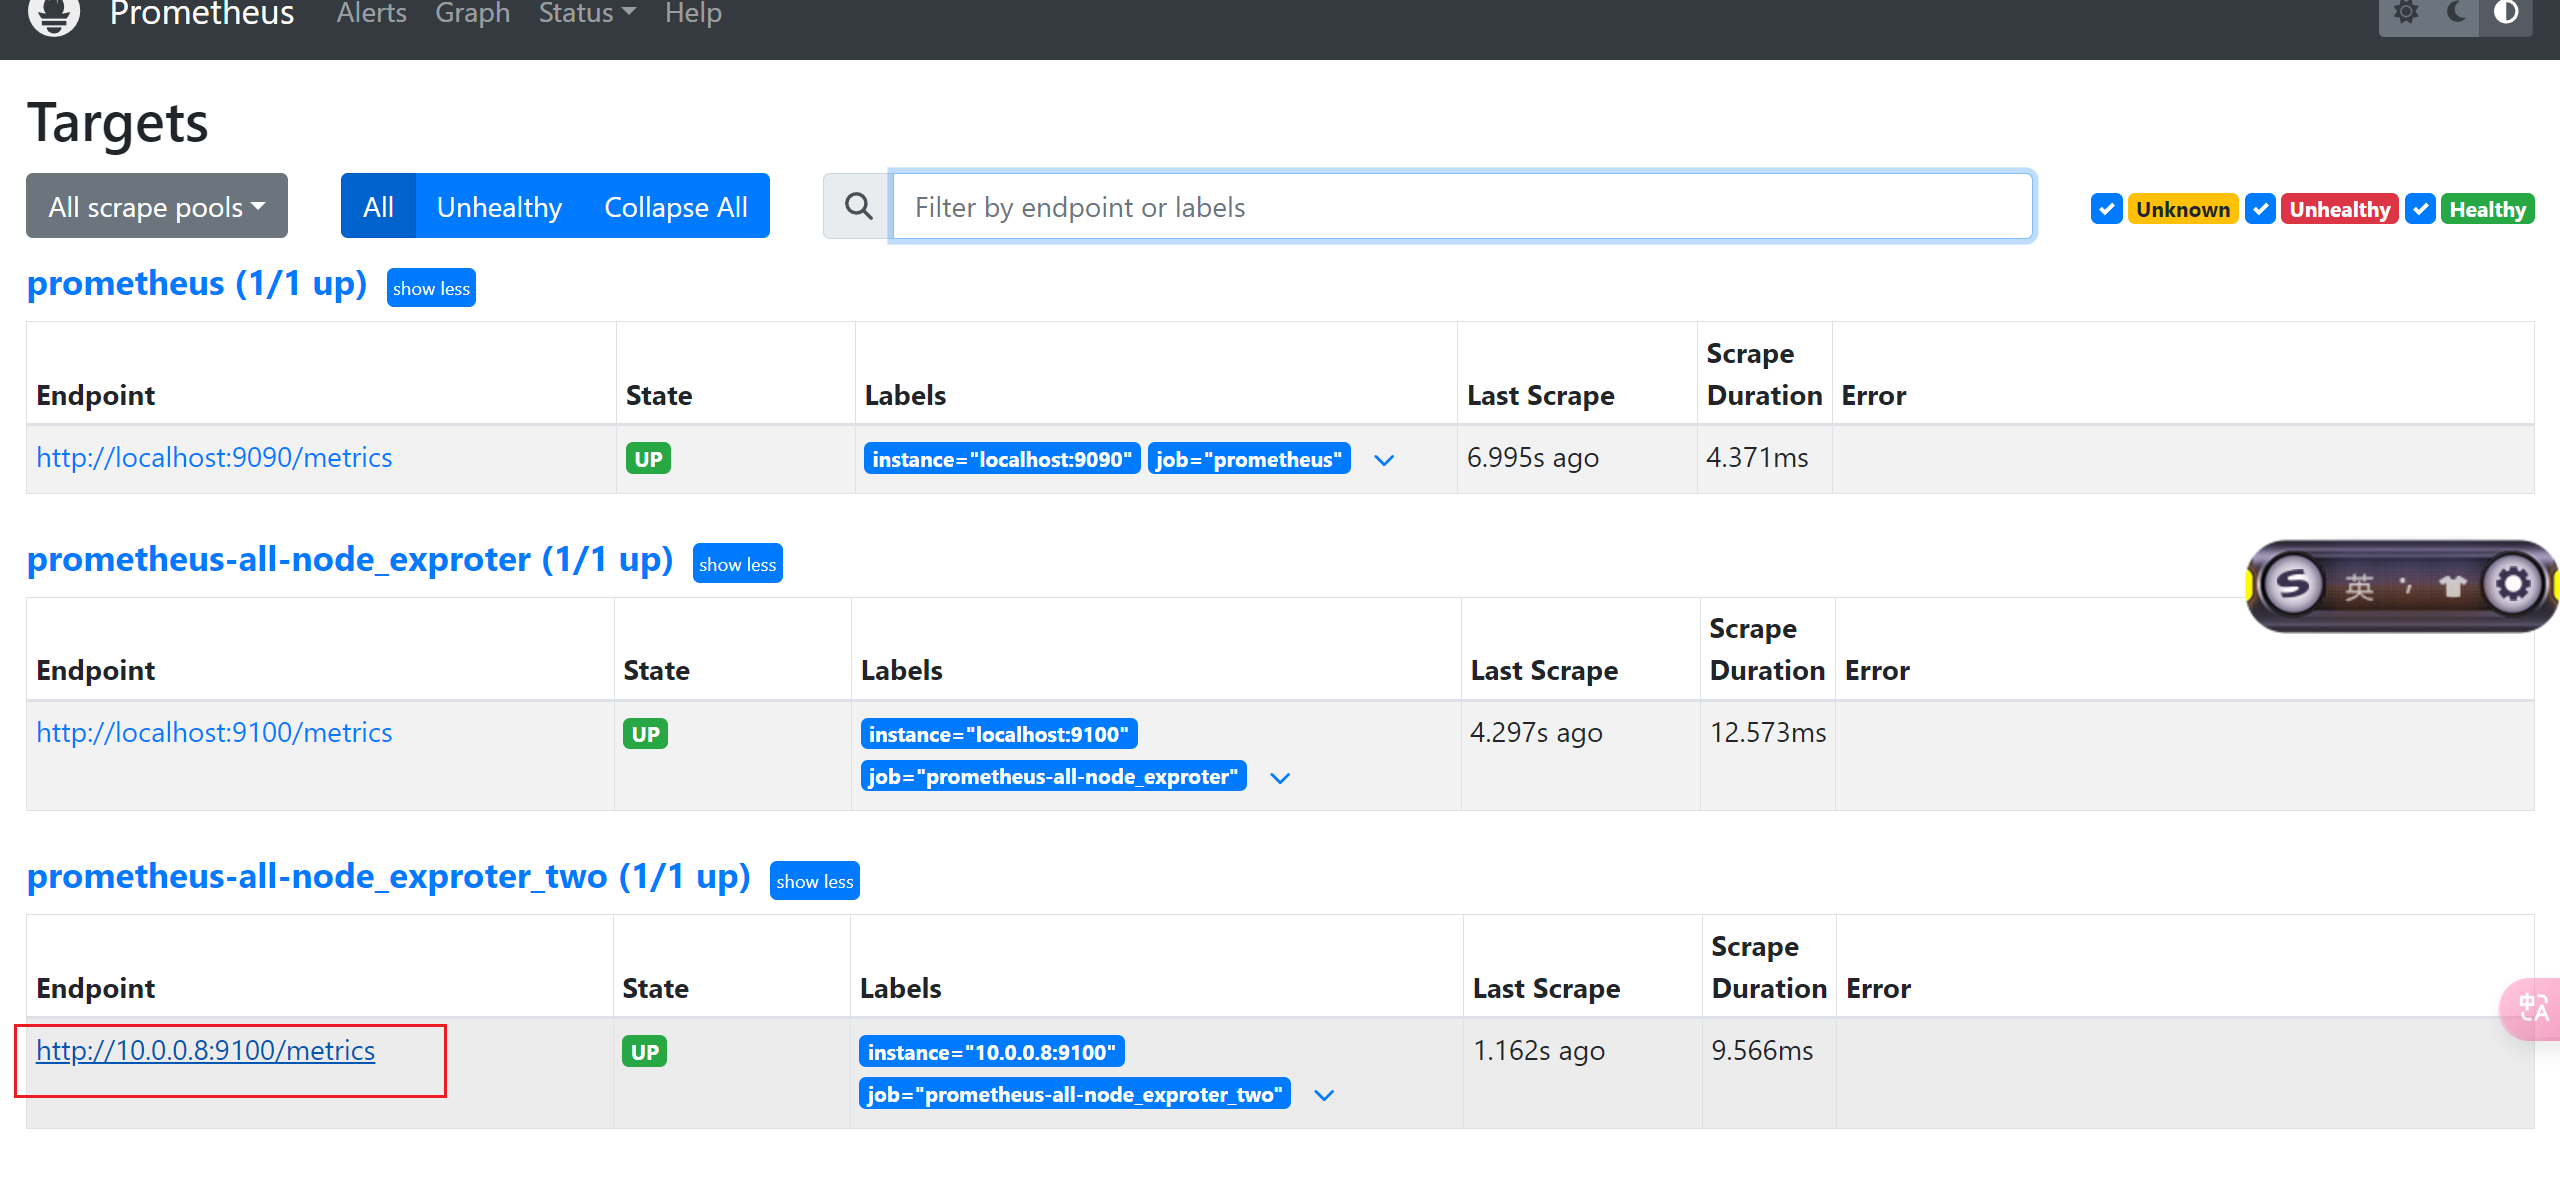 Prometheus Alerts Graph Status Help
Targets
All scrape pools All Unhealthy Collapse All Filter by endpoint or labels Unknown Unhealthy Healthy
prometheus (1/1 up) show less
Endpoint State Labels Last Scrape Scrape Duration Error
http://localhost:9090/metrics UP instance="localhost:9090" job="prometheus" 6.995s ago 4.371ms
prometheus-all-node_exproter (1/1 up) show less
英
Endpoint State Labels Last Scrape Scrape Duration Error
http://localhost:9100/metrics UP instance="localhost:9100" 4.297s ago 12.573ms
job="prometheus-all-node_exproter"
prometheus-all-node_exproter_two (1/1 up) show less
Endpoint State Labels Last Scrape Scrape Duration Error
中A
http://10.0.0.8:9100/metrics UP instance="10.0.0.8:9100" 1.162s ago 9.566ms
job="prometheus-all-node_exproter_two"